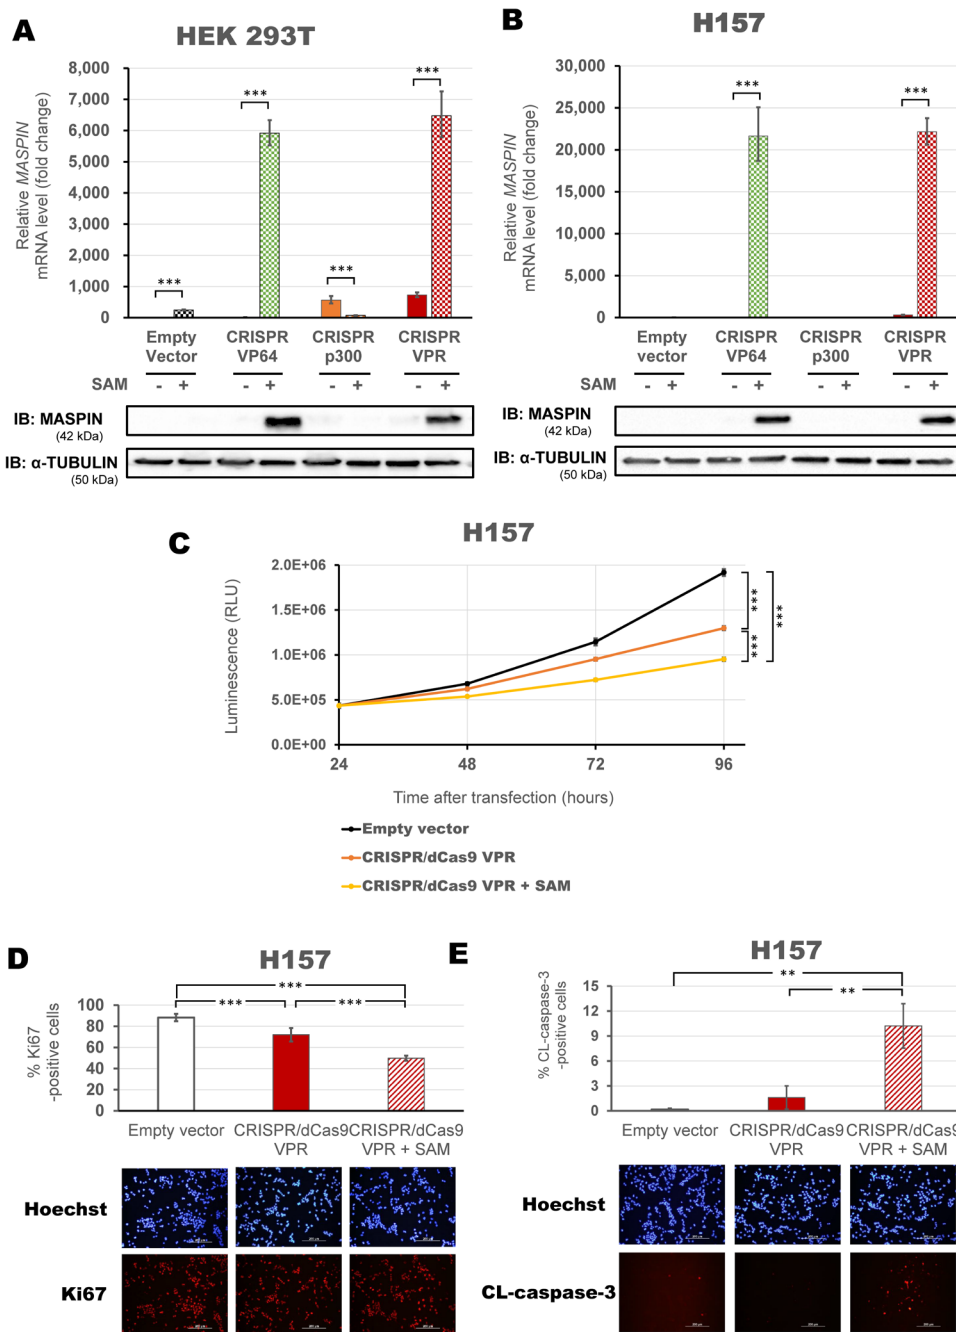 A
HEK 293T
Relative MASPIN
mRNA level (fold change)
8,000
7,000
6,000
5,000
4,000
3,000
2,000
1,000
0
***
***
***
***
Empty
Vector
CRISPR
VP64
CRISPR
p300
CRISPR
VPR
SAM - + - + - + - +
IB: MASPIN
(42 kDa)
IB: α-TUBULIN
(50 kDa)
B
H157
Relative MASPIN
mRNA level (fold change)
30,000
25,000
20,000
15,000
10,000
5,000
0
***
***
Empty
vector
CRISPR
VP64
CRISPR
p300
CRISPR
VPR
SAM - + - + - + - +
IB: MASPIN
(42 kDa)
IB: α-TUBULIN
(50 kDa)
C
H157
Luminescence (RLU)
2.0E+06
1.5E+06
1.0E+06
5.0E+05
0.0E+00
24 48 72 96
***
***
***
Time after transfection (hours)
Empty vector
CRISPR/dCas9 VPR
CRISPR/dCas9 VPR + SAM
D
H157
% Ki67
-positive cells
100
80
60
40
20
0
***
*** ***
Empty vector
CRISPR/dCas9
VPR
CRISPR/dCas9
VPR + SAM
Hoechst
Ki67
E
H157
% CL-caspase-3
-positive cells
15
12
9
6
3
0
**
**
Empty vector
CRISPR/dCas9
VPR
CRISPR/dCas9
VPR + SAM
Hoechst
CL-caspase-3